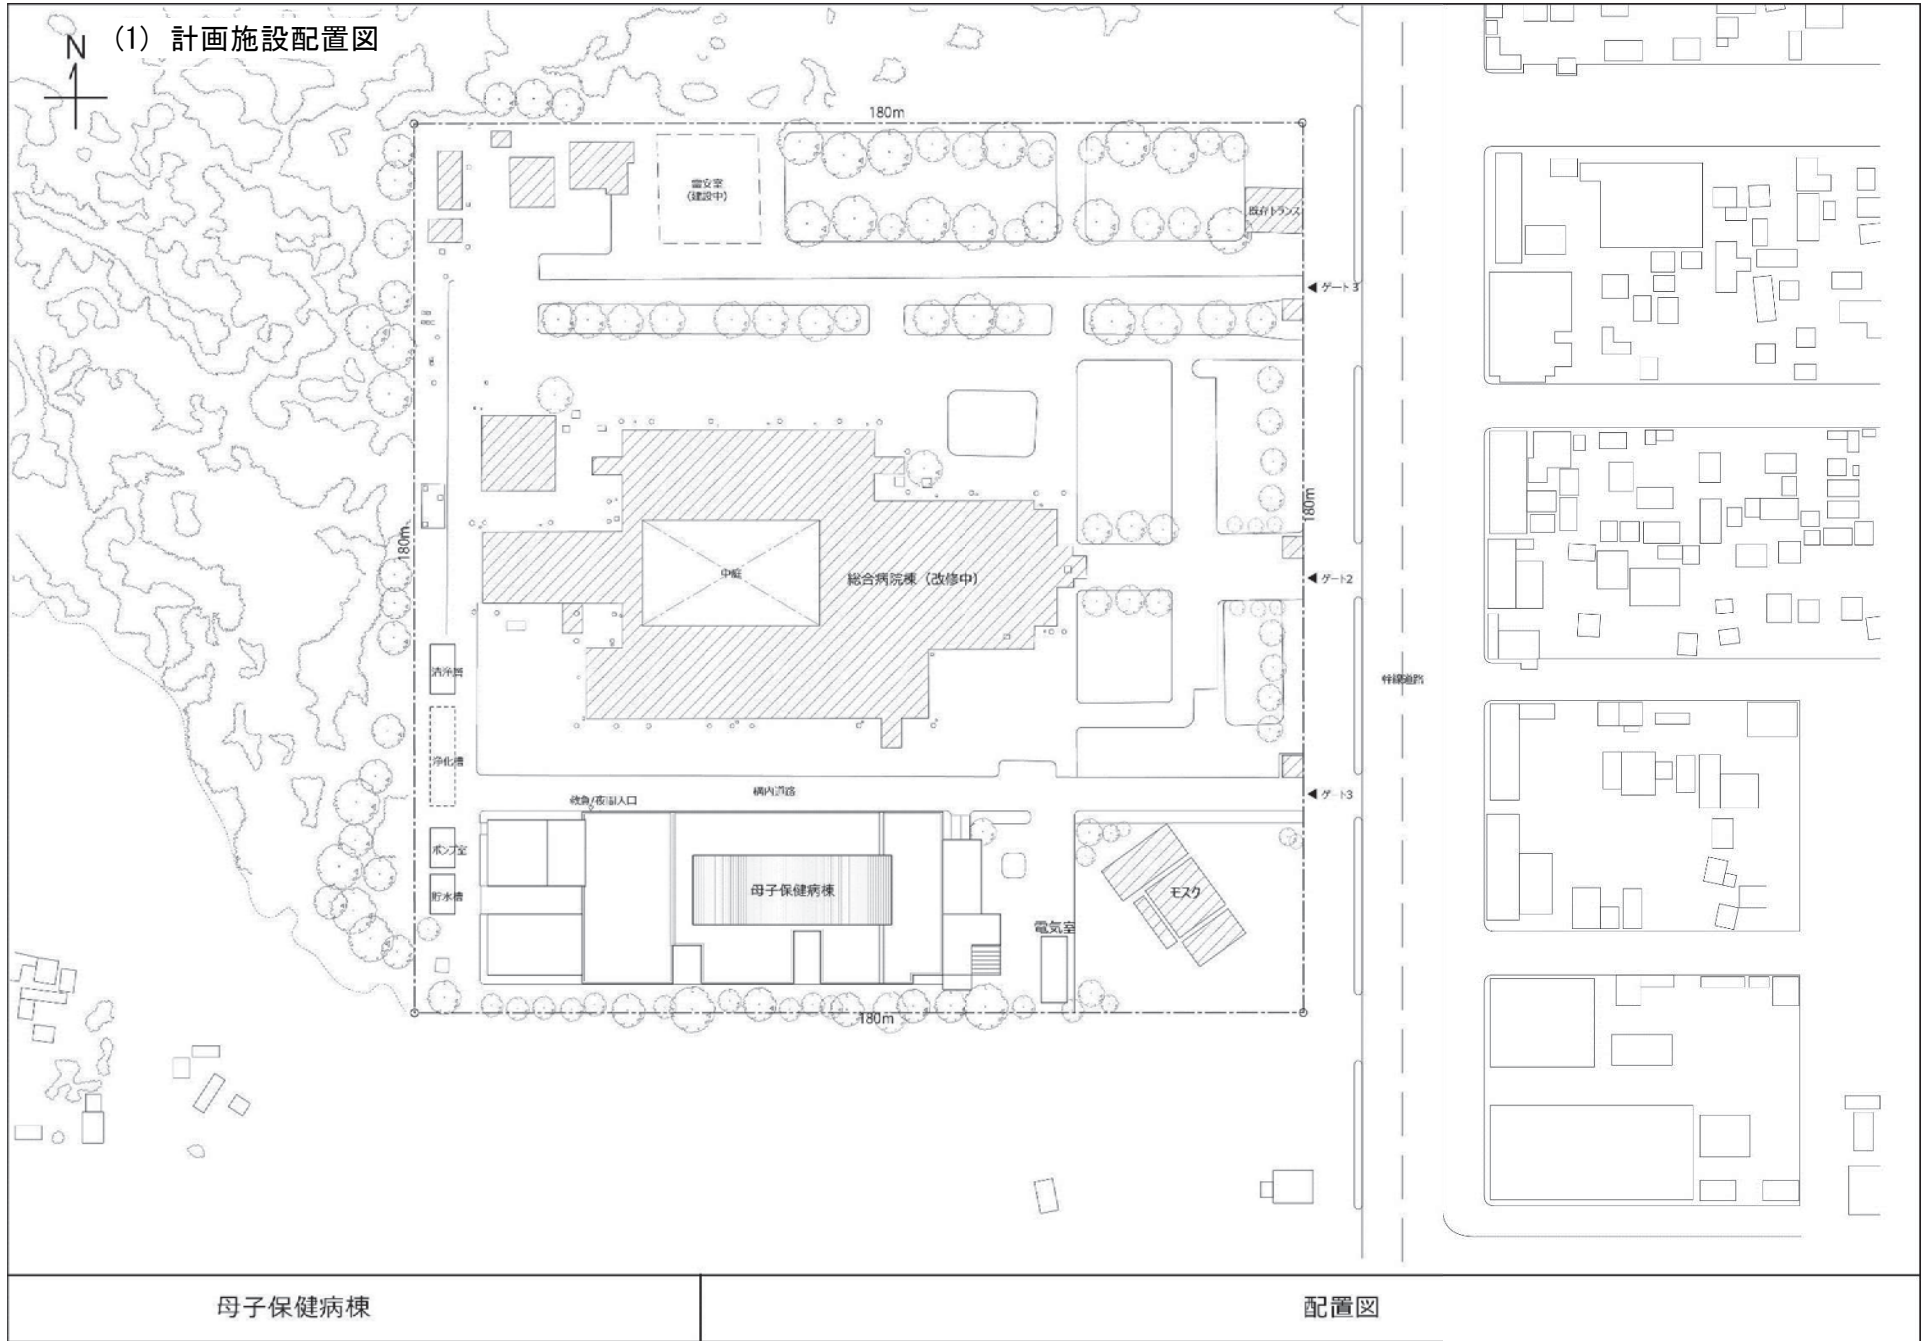 (1) 計画施設配置図
N
180m
霊安室
(建設中)
既存トランス
ゲート3
180m
180m
中庭
総合病院棟 (改修中)
ゲート2
幹線道路
浄化槽
構内道路
救急/夜間入口
ゲート3
ポンプ室
貯水槽
母子保健病棟
モスク
電気室
180m
母子保健病棟
配置図